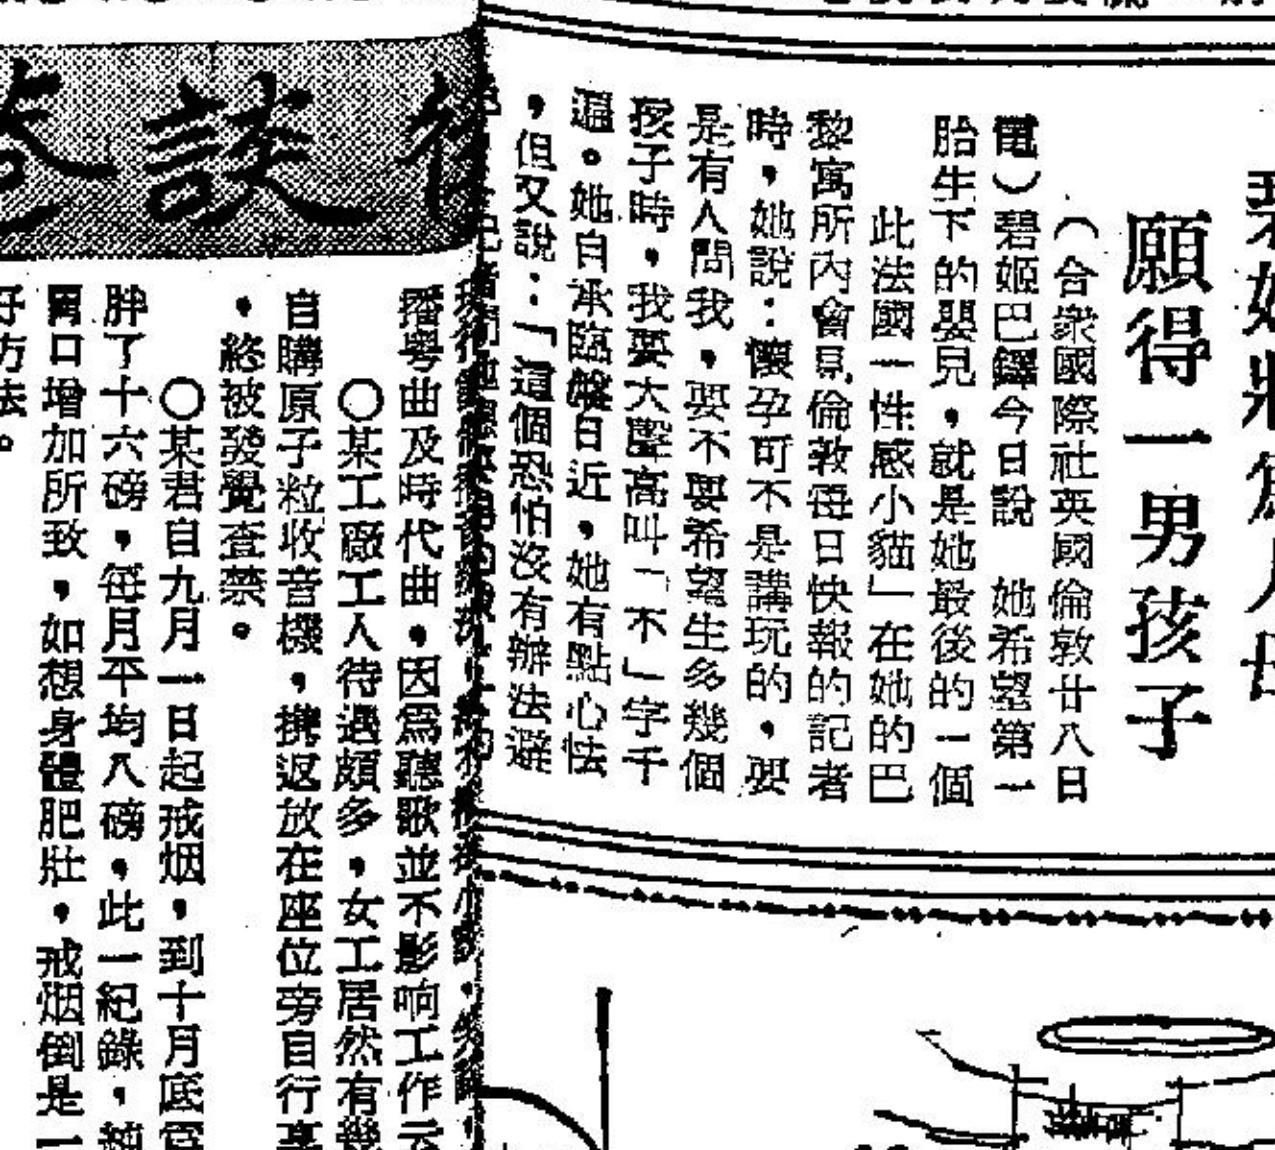 願得一男孩子
（合衆國際社英國倫敦廿八日
電）碧姬巴鐸今日說　她希望第一
胎生下的嬰兒，就是她最後的一個
此法國一性感小貓」在她的巴
黎寓所內會見倫敦每日快報的記者
時，她說：懷孕可不是講玩的，要
是有人問我，要不要希望生多幾個
孩子時，我要大聲高叫「不」字千
遍。她自承臨盤日近，她有點心怯
，但又說：「這個恐怕沒有辦法避
談
播粵曲及時代曲，因爲聽歌並不影响工作云
〇某工廠工人待遇頗多，女工居然有幾
自購原子粒收音機，携返放在座位旁自行享
，慾被發覺查禁。
〇某君自九月一日起戒烟，到十月底
胖了十六磅，每月平均八磅，此一紀錄，
胃口增加所致，如想身體肥壯，戒烟倒是一
好方法。